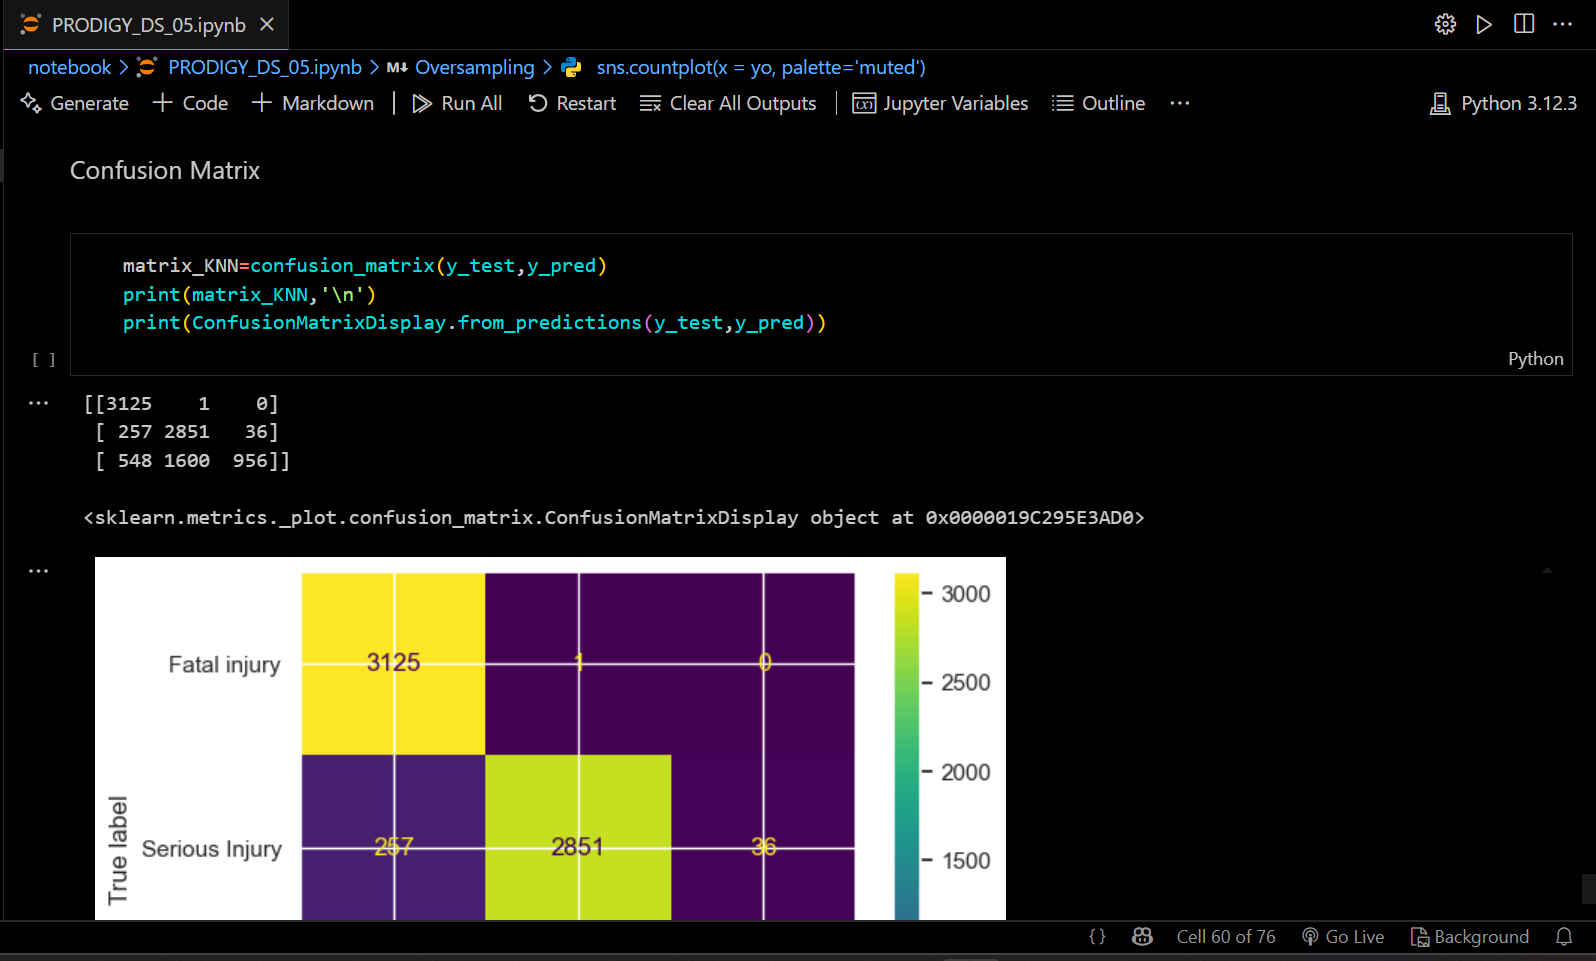 PRODIGY_DS_05.ipynb
notebook > PRODIGY_DS_05.ipynb > M↓ Oversampling > sns.countplot(x = yo, palette='muted')
Generate + Code + Markdown | Run All Restart Clear All Outputs | Jupyter Variables Outline ... Python 3.12.3
Confusion Matrix
matrix_KNN=confusion_matrix(y_test,y_pred)
print(matrix_KNN,'\n')
print(ConfusionMatrixDisplay.from_predictions(y_test,y_pred))
[ ] Python
[[3125    1    0]
 [ 257 2851   36]
 [ 548 1600  956]]
<sklearn.metrics._plot.confusion_matrix.ConfusionMatrixDisplay object at 0x0000019C295E3AD0>
3000
Fatal injury 3125 1 0
2500
2000
True label
Serious Injury 257 2851 36
1500
{} Cell 60 of 76 Go Live Background